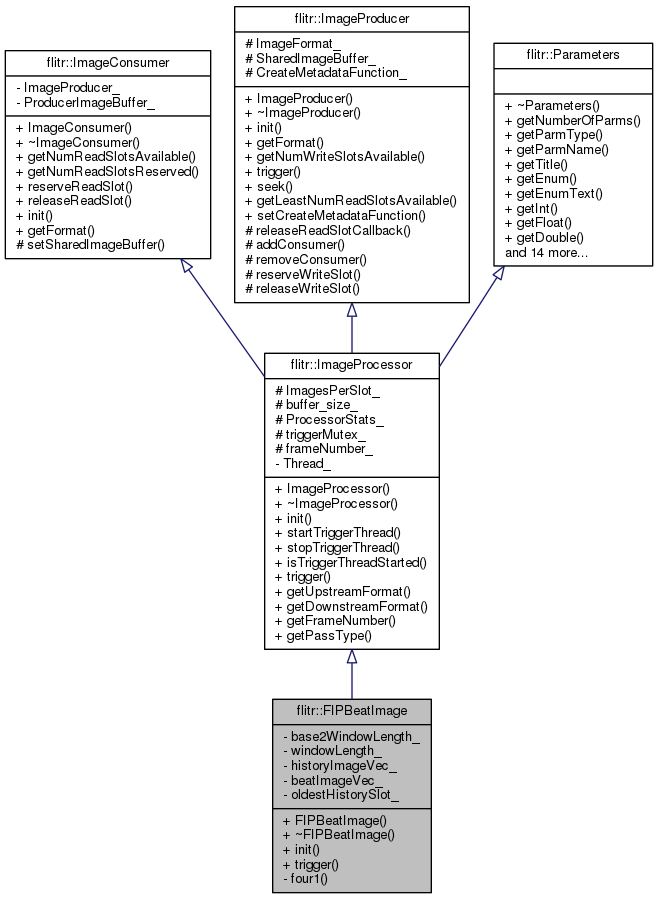 flitr::ImageConsumer
- ImageProducer_
- ProducerImageBuffer_
+ ImageConsumer()
+ ~ImageConsumer()
+ getNumReadSlotsAvailable()
+ getNumReadSlotsReserved()
+ reserveReadSlot()
+ releaseReadSlot()
+ init()
+ getFormat()
# setSharedImageBuffer()
flitr::ImageProducer
# ImageFormat_
# SharedImageBuffer_
# CreateMetadataFunction_
+ ImageProducer()
+ ~ImageProducer()
+ init()
+ getFormat()
+ getNumWriteSlotsAvailable()
+ trigger()
+ seek()
+ getLeastNumReadSlotsAvailable()
+ setCreateMetadataFunction()
# releaseReadSlotCallback()
# addConsumer()
# removeConsumer()
# reserveWriteSlot()
# releaseWriteSlot()
flitr::Parameters
+ ~Parameters()
+ getNumberOfParms()
+ getParmType()
+ getParmName()
+ getTitle()
+ getEnum()
+ getEnumText()
+ getInt()
+ getFloat()
+ getDouble()
and 14 more...
flitr::ImageProcessor
# ImagesPerSlot_
# buffer_size_
# ProcessorStats_
# triggerMutex_
# frameNumber_
- Thread_
+ ImageProcessor()
+ ~ImageProcessor()
+ init()
+ startTriggerThread()
+ stopTriggerThread()
+ isTriggerThreadStarted()
+ trigger()
+ getUpstreamFormat()
+ getDownstreamFormat()
+ getFrameNumber()
+ getPassType()
flitr::FIPBeatImage
- base2WindowLength_
- windowLength_
- historyImageVec_
- beatImageVec_
- oldestHistorySlot_
+ FIPBeatImage()
+ ~FIPBeatImage()
+ init()
+ trigger()
- four1()